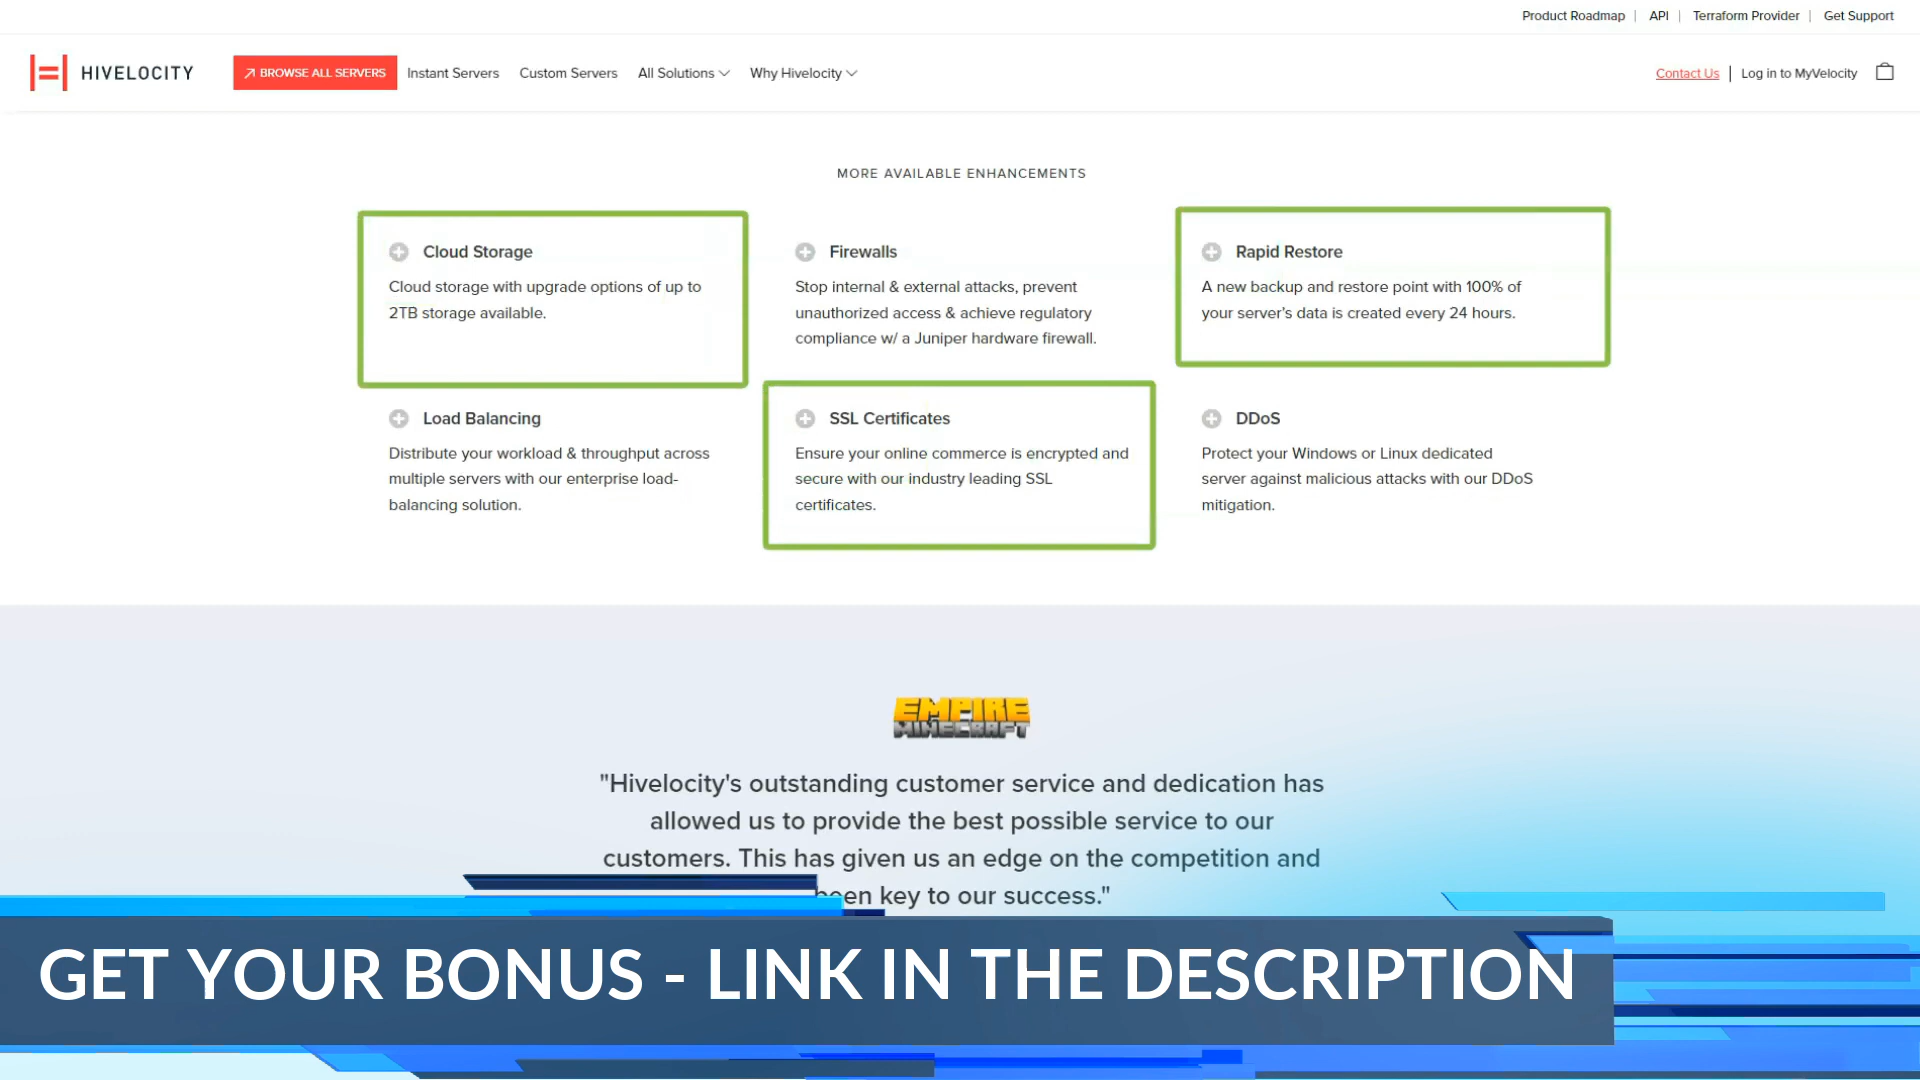 Product Roadmap | API | Terraform Provider | Get Support
HIVELOCITY
BROWSE ALL SERVERS
Instant Servers
Custom Servers
All Solutions
Why Hivelocity
Contact Us | Log in to MyVelocity
MORE AVAILABLE ENHANCEMENTS
Cloud Storage
Cloud storage with upgrade options of up to
2TB storage available.
Firewalls
Stop internal & external attacks, prevent
unauthorized access & achieve regulatory
compliance w/ a Juniper hardware firewall.
Rapid Restore
A new backup and restore point with 100% of
your server's data is created every 24 hours.
Load Balancing
Distribute your workload & throughput across
multiple servers with our enterprise load-
balancing solution.
SSL Certificates
Ensure your online commerce is encrypted and
secure with our industry leading SSL
certificates.
DDoS
Protect your Windows or Linux dedicated
server against malicious attacks with our DDoS
mitigation.
EMPIRE
MINECRAFT
"Hivelocity's outstanding customer service and dedication has
allowed us to provide the best possible service to our
customers. This has given us an edge on the competition and
been key to our success."
GET YOUR BONUS - LINK IN THE DESCRIPTION